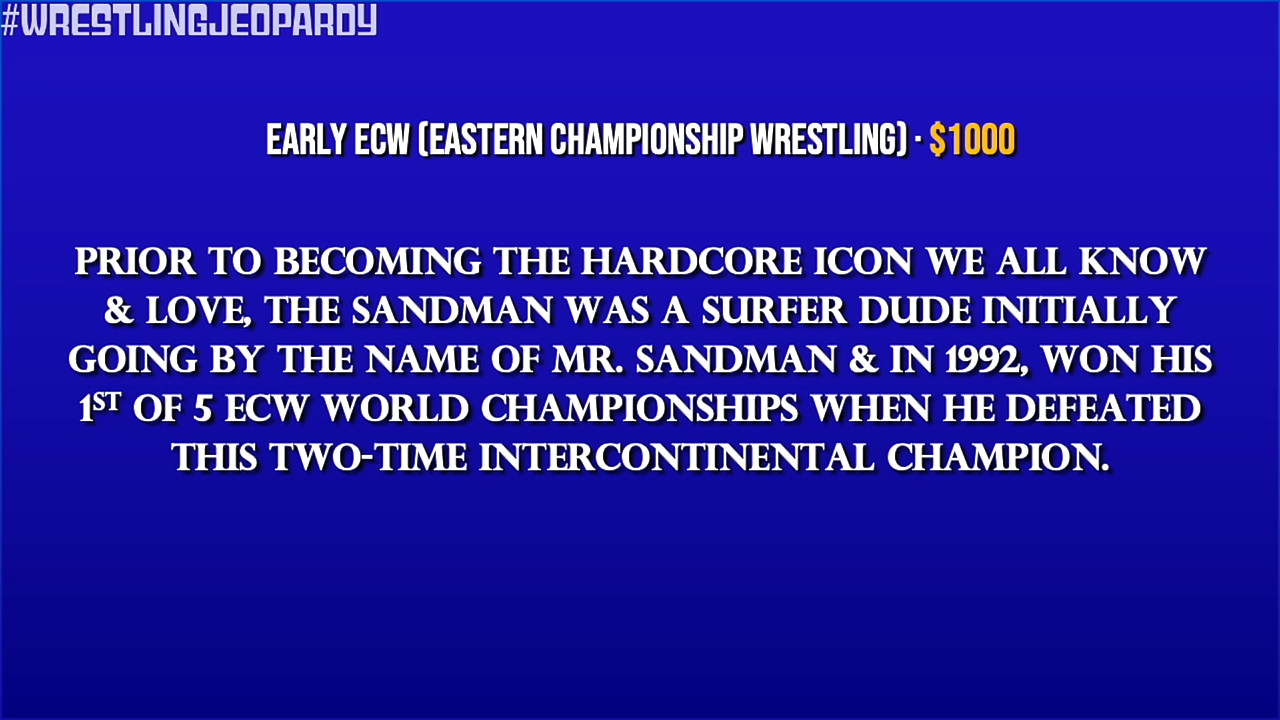 #WRESTLINGJEOPARDY
EARLY ECW (EASTERN CHAMPIONSHIP WRESTLING) · $1000
PRIOR TO BECOMING THE HARDCORE ICON WE ALL KNOW
& LOVE, THE SANDMAN WAS A SURFER DUDE INITIALLY
GOING BY THE NAME OF MR. SANDMAN & IN 1992, WON HIS
1ST OF 5 ECW WORLD CHAMPIONSHIPS WHEN HE DEFEATED
THIS TWO-TIME INTERCONTINENTAL CHAMPION.